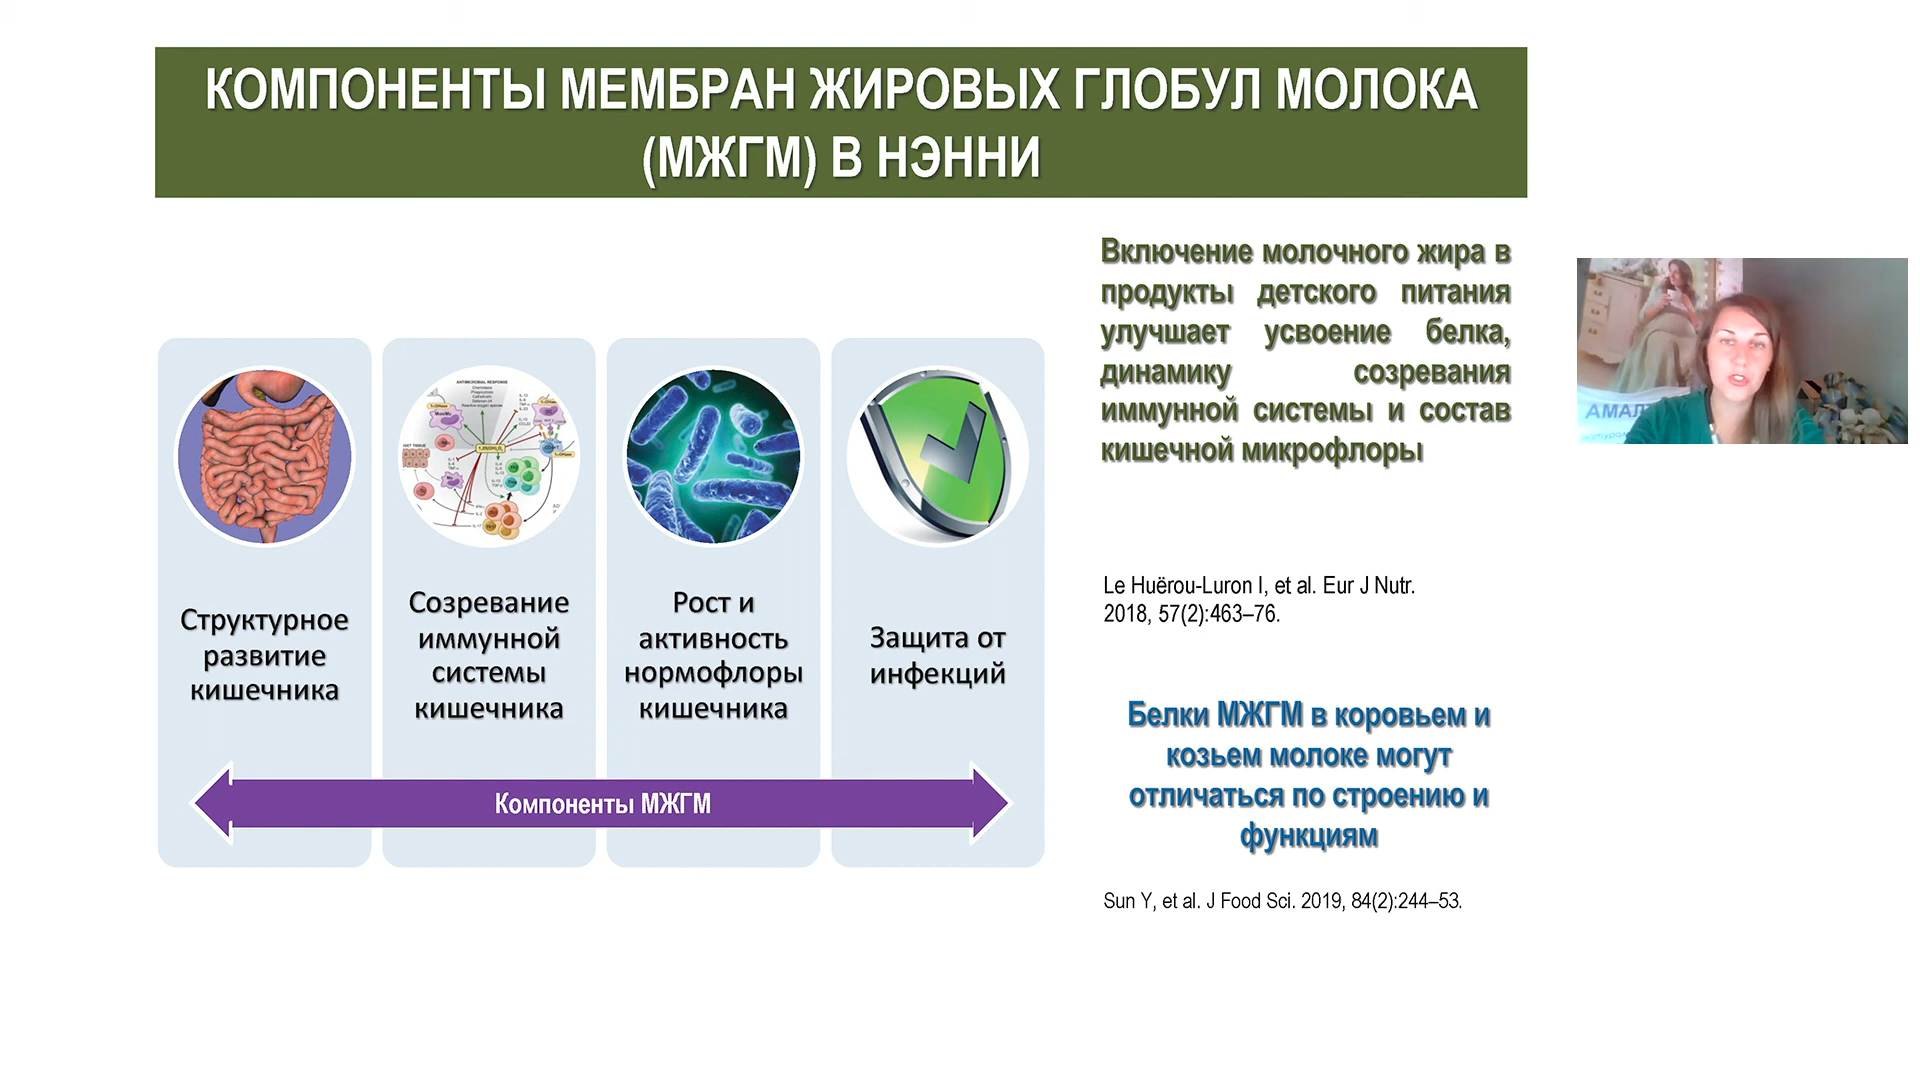 КОМПОНЕНТЫ МЕМБРАН ЖИРОВЫХ ГЛОБУЛ МОЛОКА
(МЖГМ) В НЭННИ
Структурное
развитие
кишечника
ANTIMICROBIAL RESPONSE
Созревание
иммунной
системы
кишечника
Рост и
активность
нормофлоры
кишечника
Защита от
инфекций
Компоненты МЖГМ
Включение молочного жира в
продукты детского питания
улучшает усвоение белка,
динамику созревания
иммунной системы и состав
кишечной микрофлоры
Le Huërou-Luron I, et al. Eur J Nutr.
2018, 57(2):463–76.
Белки МЖГМ в коровьем и
козьем молоке могут
отличаться по строению и
функциям
Sun Y, et al. J Food Sci. 2019, 84(2):244–53.